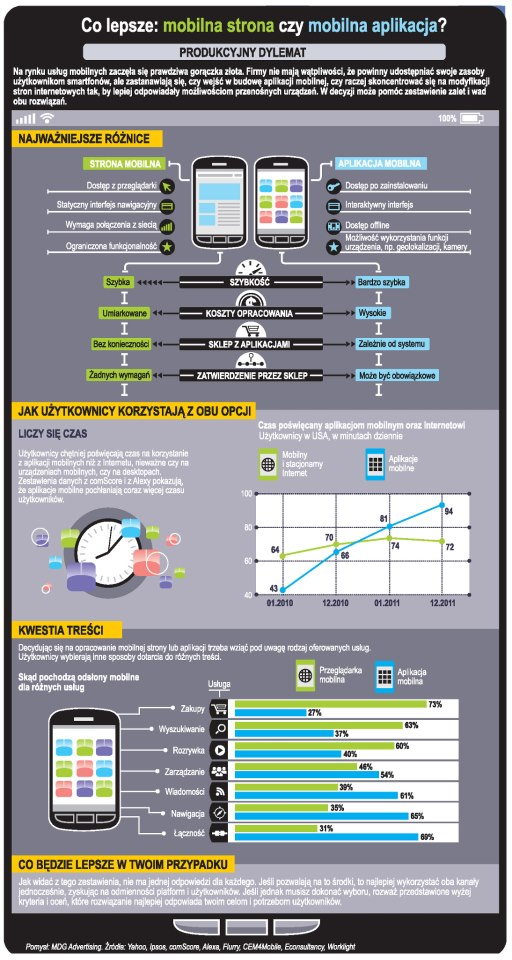 Co lepsze: mobilna strona czy mobilna aplikacja?
PRODUKCYJNY DYLEMAT
Na rynku usług mobilnych zaczęła się prawdziwa gorączka złota. Firmy nie mają wątpliwości, że powinny udostępniać swoje zasoby
użytkownikom smartfonów, ale zastanawiają się, czy wejść w budowę aplikacji mobilnej, czy raczej skoncentrować się na modyfikacji
stron internetowych tak, by lepiej odpowiadały możliwościom przenośnych urządzeń. W decyzji może pomóc zestawienie zalet i wad
obu rozwiązań.
100%
NAJWAŻNIEJSZE RÓŻNICE
STRONA MOBILNA
APLIKACJA MOBILNA
Dostęp z przeglądarki
Dostęp po zainstalowaniu
Statyczny interfejs nawigacyjny
Interaktywny interfejs
Wymaga połączenia z siecią
Dostęp offline
Ograniczona funkcjonalność
Możliwość wykorzystania funkcji
urządzenia, np. geolokalizacji, kamery
Szybka
SZYBKOŚĆ
Bardzo szybka
Umiarkowane
KOSZTY OPRACOWANIA
Wysokie
Bez konieczności
SKLEP Z APLIKACJAMI
Zależnie od systemu
Żadnych wymagań
ZATWIERDZENIE PRZEZ SKLEP
Może być obowiązkowe
JAK UŻYTKOWNICY KORZYSTAJĄ Z OBU OPCJI
LICZY SIĘ CZAS
Użytkownicy chętniej poświęcają czas na korzystanie
z aplikacji mobilnych niż z Internetu, nieważne czy na
urządzeniach mobilnych, czy na desktopach.
Zestawienia danych z comScore i z Alexy pokazują,
że aplikacje mobilne pochłaniają coraz więcej czasu
użytkowników.
Czas poświęcany aplikacjom mobilnym oraz Internetowi
Użytkownicy w USA, w minutach dziennie
Mobilny
i stacjonarny
Internet
Aplikacje
mobilne
100
80
60
40
64
70
74
72
43
66
81
94
01.2010
12.2010
01.2011
12.2011
KWESTIA TREŚCI
Decydując się na opracowanie mobilnej strony lub aplikacji trzeba wziąć pod uwagę rodzaj oferowanych usług.
Użytkownicy wybierają inne sposoby dotarcia do różnych treści.
Skąd pochodzą odsłony mobilne
dla różnych usług
Usługa
Przeglądarka
mobilna
Aplikacja
mobilna
Zakupy
73%
27%
Wyszukiwanie
63%
37%
Rozrywka
60%
40%
Zarządzanie
46%
54%
Wiadomości
39%
61%
Nawigacja
35%
65%
Łączność
31%
69%
CO BĘDZIE LEPSZE W TWOIM PRZYPADKU
Jak widać z tego zestawienia, nie ma jednej odpowiedzi dla każdego. Jeśli pozwalają na to środki, to najlepiej wykorzystać oba kanały
jednocześnie, zyskując na odmienności platform i użytkowników. Jeśli jednak musisz dokonać wyboru, rozważ przedstawione wyżej
kryteria i oceń, które rozwiązanie najlepiej odpowiada twoim celom i potrzebom użytkowników.
Pomysł: MDG Advertising. Źródła: Yahoo, Ipsos, comScore, Alexa, Flurry, CEM4Mobile, Econsultancy, Worklight